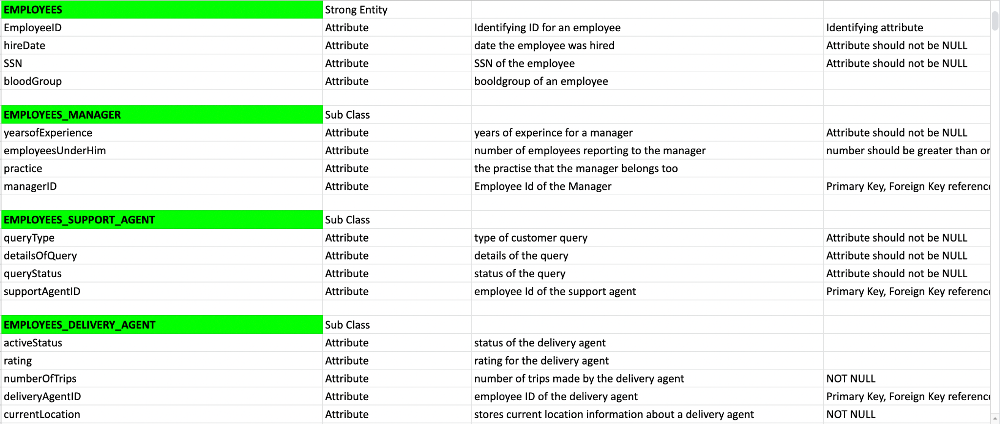 EMPLOYEES Strong Entity
EmployeeID Attribute Identifying ID for an employee Identifying attribute
hireDate Attribute date the employee was hired Attribute should not be NULL
SSN Attribute SSN of the employee Attribute should not be NULL
bloodGroup Attribute booldgroup of an employee
EMPLOYEES_MANAGER Sub Class
yearsofExperience Attribute years of experince for a manager Attribute should not be NULL
employeesUnderHim Attribute number of employees reporting to the manager number should be greater than or
practice Attribute the practise that the manager belongs too
managerID Attribute Employee Id of the Manager Primary Key, Foreign Key reference
EMPLOYEES_SUPPORT_AGENT Sub Class
queryType Attribute type of customer query Attribute should not be NULL
detailsOfQuery Attribute details of the query Attribute should not be NULL
queryStatus Attribute status of the query Attribute should not be NULL
supportAgentID Attribute employee Id of the support agent Primary Key, Foreign Key reference
EMPLOYEES_DELIVERY_AGENT Sub Class
activeStatus Attribute status of the delivery agent
rating Attribute rating for the delivery agent
numberOfTrips Attribute number of trips made by the delivery agent NOT NULL
deliveryAgentID Attribute employee ID of the delivery agent Primary Key, Foreign Key reference
currentLocation Attribute stores current location information about a delivery agent NOT NULL